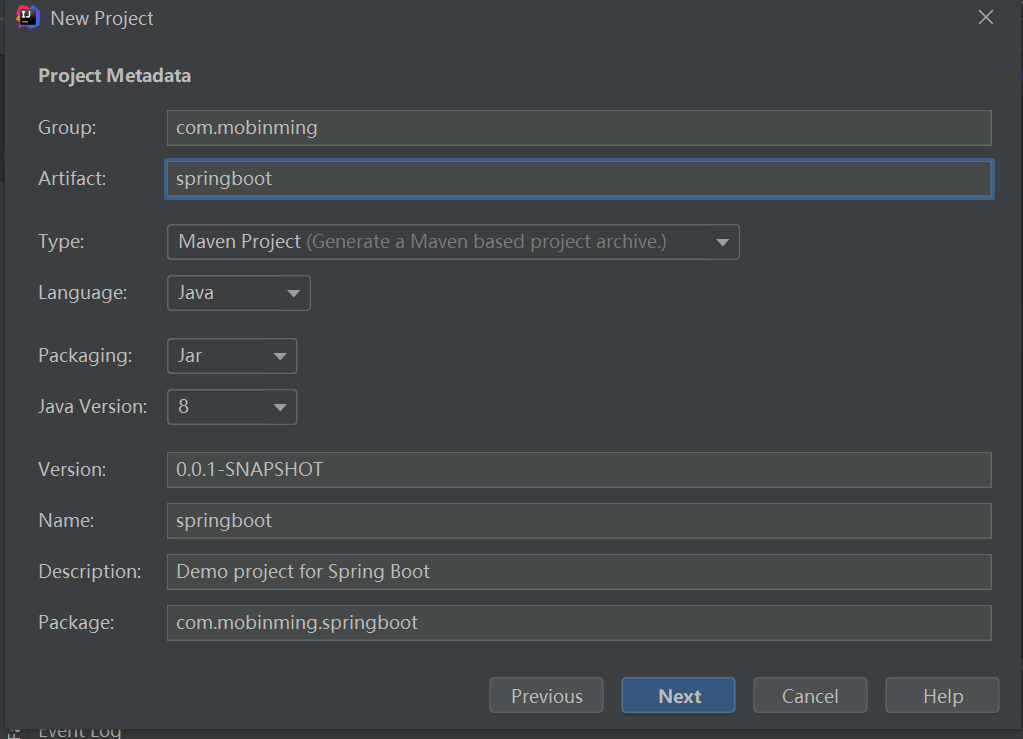 New Project
Project Metadata
Group: com.mobinming
Artifact: springboot
Type: Maven Project (Generate a Maven based project archive.)
Language: Java
Packaging: Jar
Java Version: 8
Version: 0.0.1-SNAPSHOT
Name: springboot
Description: Demo project for Spring Boot
Package: com.mobinming.springboot
Previous Next Cancel Help
Event Log